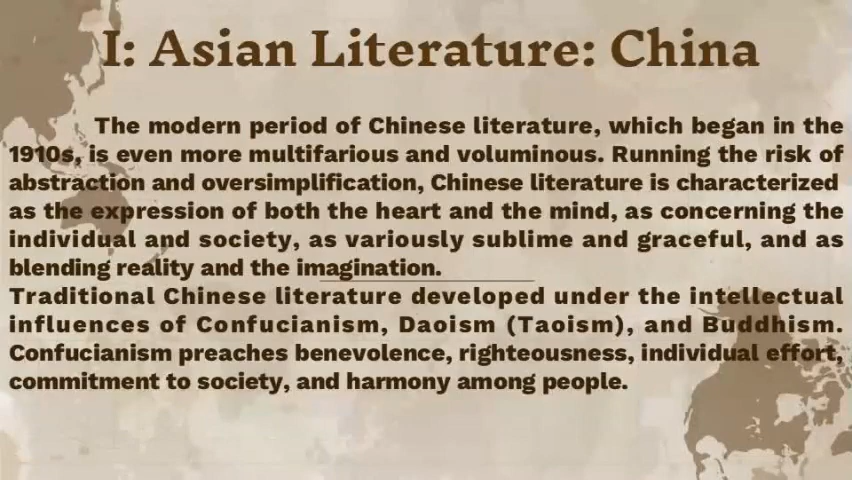 I: Asian Literature: China
The modern period of Chinese literature, which began in the
1910s, is even more multifarious and voluminous. Running the risk of
abstraction and oversimplification, Chinese literature is characterized
as the expression of both the heart and the mind, as concerning the
individual and society, as variously sublime and graceful, and as
blending reality and the imagination.
Traditional Chinese literature developed under the intellectual
influences of Confucianism, Daoism (Taoism), and Buddhism.
Confucianism preaches benevolence, righteousness, individual effort,
commitment to society, and harmony among people.